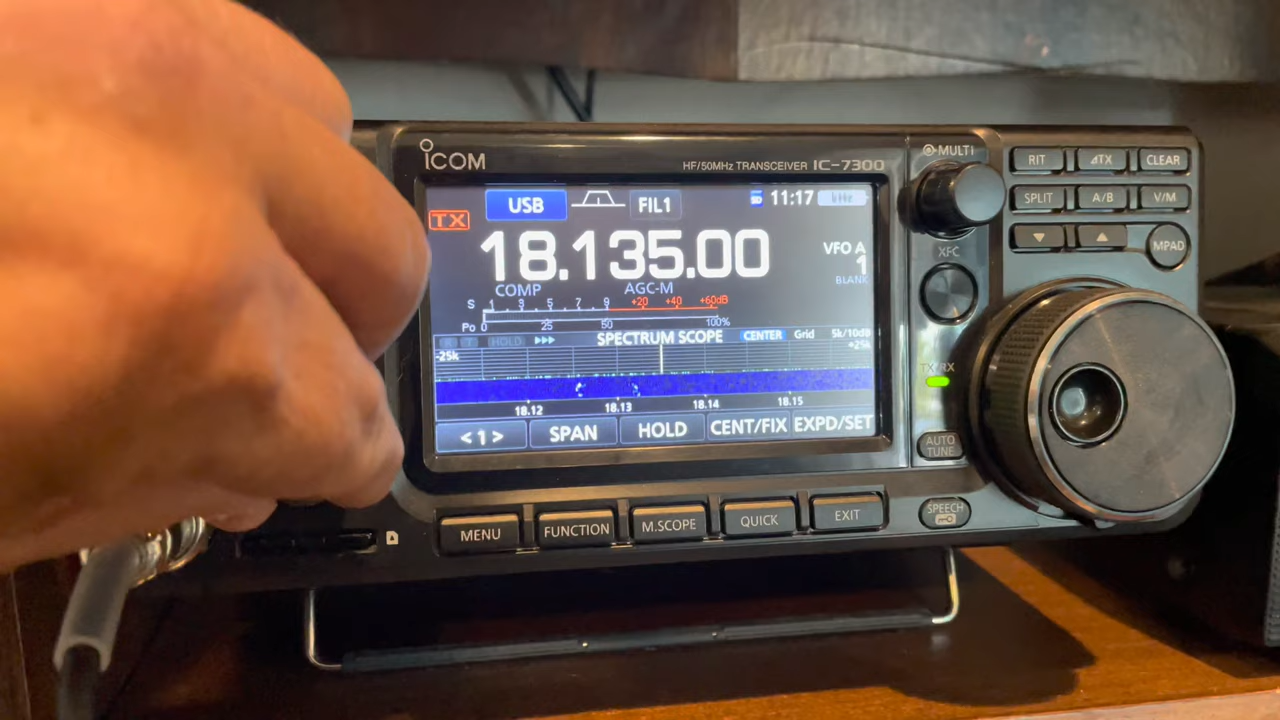 ICOM
HF/50MHz TRANSCEIVER IC-7300
MULTI
RIT ⊿TX CLEAR
SPLIT A/B V/M
▼ ▲
MPAD
XFC
TX RX
AUTO TUNE
SPEECH
USB FIL1 SD 11:17
TX
18.135.00
VFO A
1
BLANK
COMP AGC-M
S 1 3 5 7 9 +20 +40 +60dB
Po 0 25 50 100%
HOLD SPECTRUM SCOPE CENTER Grid 5k/10dB
-25k +25k
18.12 18.13 18.14 18.15
<1> SPAN HOLD CENT/FIX EXPD/SET
MENU FUNCTION M.SCOPE QUICK EXIT